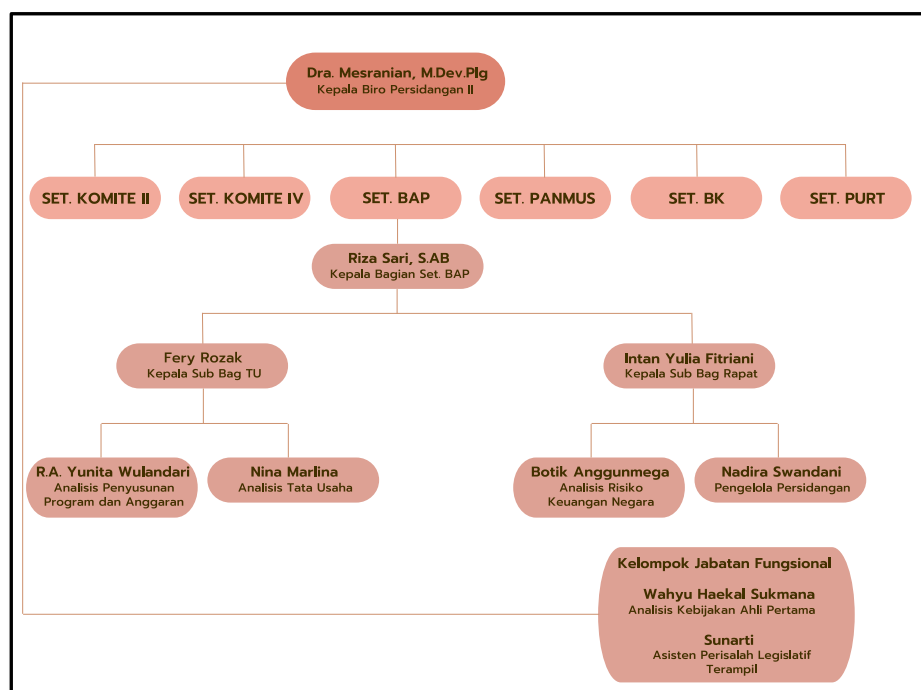 Dra. Mesranian, M.Dev.Plg
Kepala Biro Persidangan II
SET. KOMITE II
SET. KOMITE IV
SET. BAP
SET. PANMUS
SET. BK
SET. PURT
Riza Sari, S.AB
Kepala Bagian Set. BAP
Fery Rozak
Kepala Sub Bag TU
Intan Yulia Fitriani
Kepala Sub Bag Rapat
R.A. Yunita Wulandari
Analisis Penyusunan
Program dan Anggaran
Nina Marlina
Analisis Tata Usaha
Botik Anggunmega
Analisis Risiko
Keuangan Negara
Nadira Swandani
Pengelola Persidangan
Kelompok Jabatan Fungsional
Wahyu Haekal Sukmana
Analisis Kebijakan Ahli Pertama
Sunarti
Asisten Perisalah Legislatif
Terampil